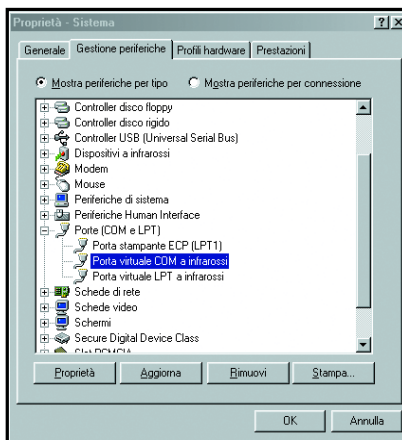 Proprietà - Sistema
Generale Gestione periferiche Profili hardware Prestazioni
Mostra periferiche per tipo Mostra periferiche per connessione
Controller disco floppy
Controller disco rigido
Controller USB (Universal Serial Bus)
Dispositivi a infrarossi
Modem
Mouse
Periferiche di sistema
Periferiche Human Interface
Porte (COM e LPT)
Porta stampante ECP (LPT1)
Porta virtuale COM a infrarossi
Porta virtuale LPT a infrarossi
Schede di rete
Schede video
Schermi
Secure Digital Device Class
Slot PCMCIA
Proprietà Aggiorna Rimuovi Stampa...
OK Annulla